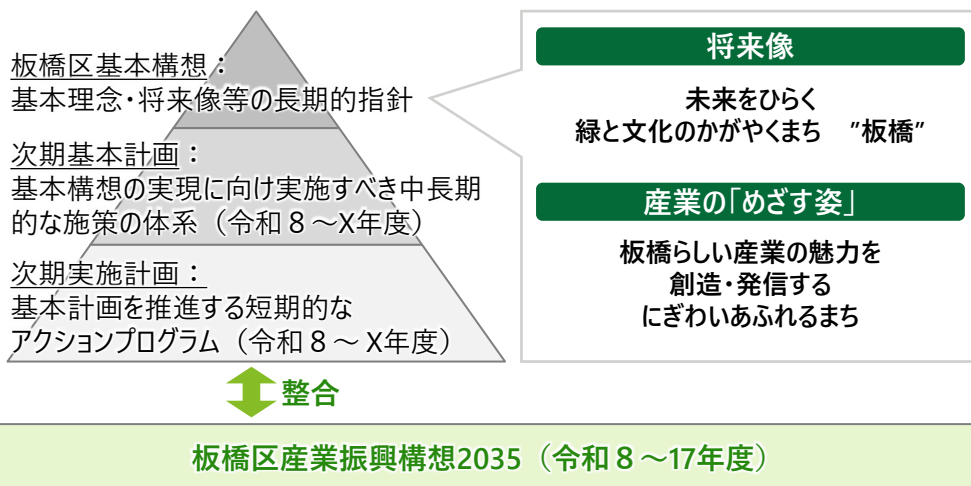 板橋区基本構想：
基本理念・将来像等の長期的指針
次期基本計画：
基本構想の実現に向け実施すべき中長期
的な施策の体系（令和８～X年度）
次期実施計画：
基本計画を推進する短期的な
アクションプログラム（令和８～X年度）
将来像
未来をひらく
緑と文化のかがやくまち　”板橋”
産業の「めざす姿」
板橋らしい産業の魅力を
創造・発信する
にぎわいあふれるまち
整合
板橋区産業振興構想2035（令和８～17年度）